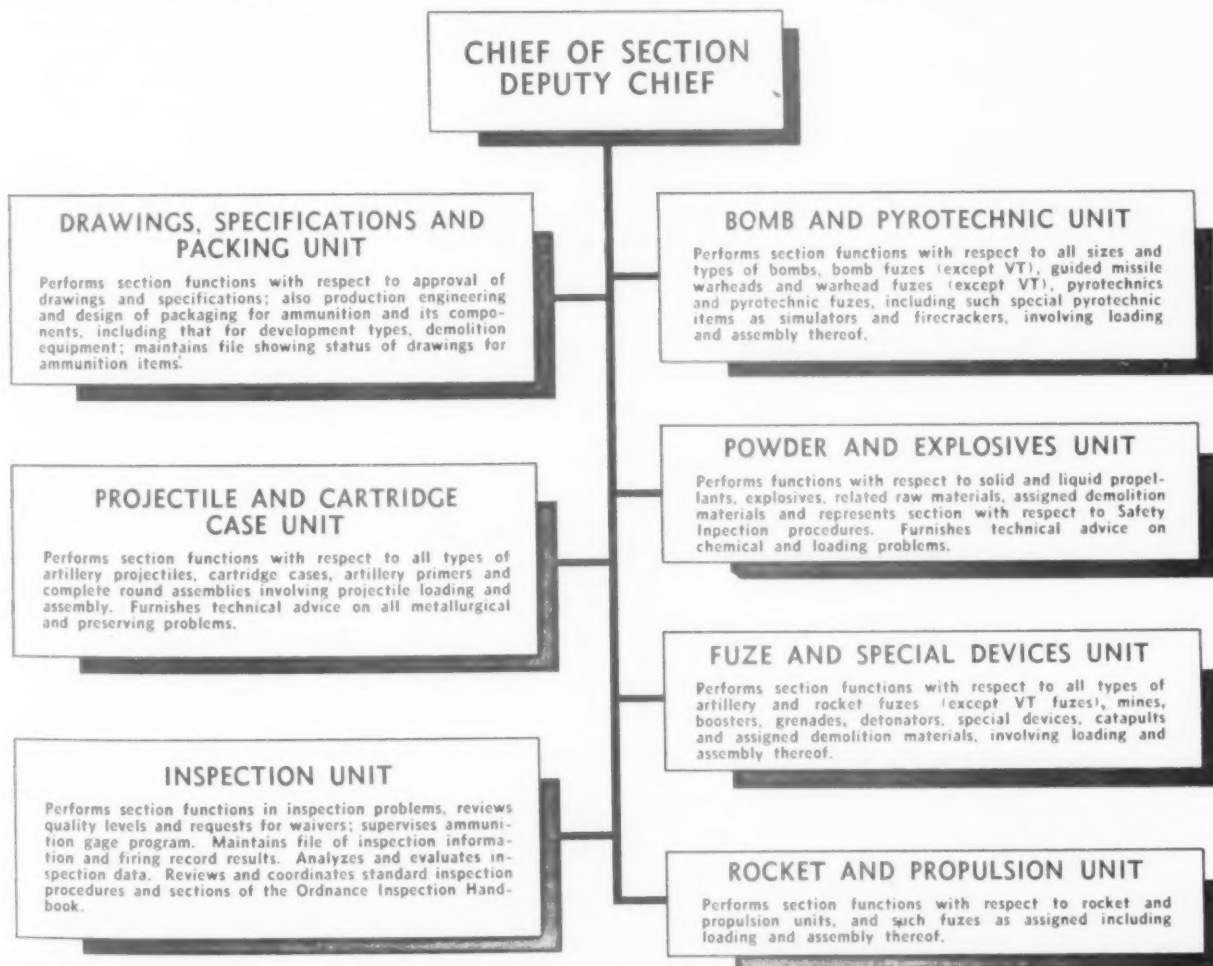 CHIEF OF SECTION
DEPUTY CHIEF
DRAWINGS, SPECIFICATIONS AND
PACKING UNIT
Performs section functions with respect to approval of
drawings and specifications; also production engineering
and design of packaging for ammunition and its compo-
nents, including that for development types, demolition
equipment; maintains file showing status of drawings for
ammunition items.
PROJECTILE AND CARTRIDGE
CASE UNIT
Performs section functions with respect to all types of
artillery projectiles, cartridge cases, artillery primers and
complete round assemblies involving projectile loading and
assembly. Furnishes technical advice on all metallurgical
and preserving problems.
INSPECTION UNIT
Performs section functions in inspection problems, reviews
quality levels and requests for waivers; supervises ammuni-
tion gage program. Maintains file of inspection informa-
tion and firing record results. Analyzes and evaluates in-
spection data. Reviews and coordinates standard inspection
procedures and sections of the Ordnance Inspection Hand-
book.
BOMB AND PYROTECHNIC UNIT
Performs section functions with respect to all sizes and
types of bombs, bomb fuzes (except VT), guided missile
warheads and warhead fuzes (except VT), pyrotechnics
and pyrotechnic fuzes, including such special pyrotechnic
items as simulators and firecrackers, involving loading
and assembly thereof.
POWDER AND EXPLOSIVES UNIT
Performs functions with respect to solid and liquid propel-
lants, explosives, related raw materials, assigned demolition
materials and represents section with respect to Safety
Inpection procedures. Furnishes technical advice on
chemical and loading problems.
FUZE AND SPECIAL DEVICES UNIT
Performs section functions with respect to all types of
artillery and rocket fuzes (except VT fuzes), mines,
boosters, grenades, detonators, special devices, catapults
and assigned demolition materials, involving loading and
assembly thereof.
ROCKET AND PROPULSION UNIT
Performs section functions with respect to rocket and
propulsion units, and such fuzes as assigned including
loading and assembly thereof.